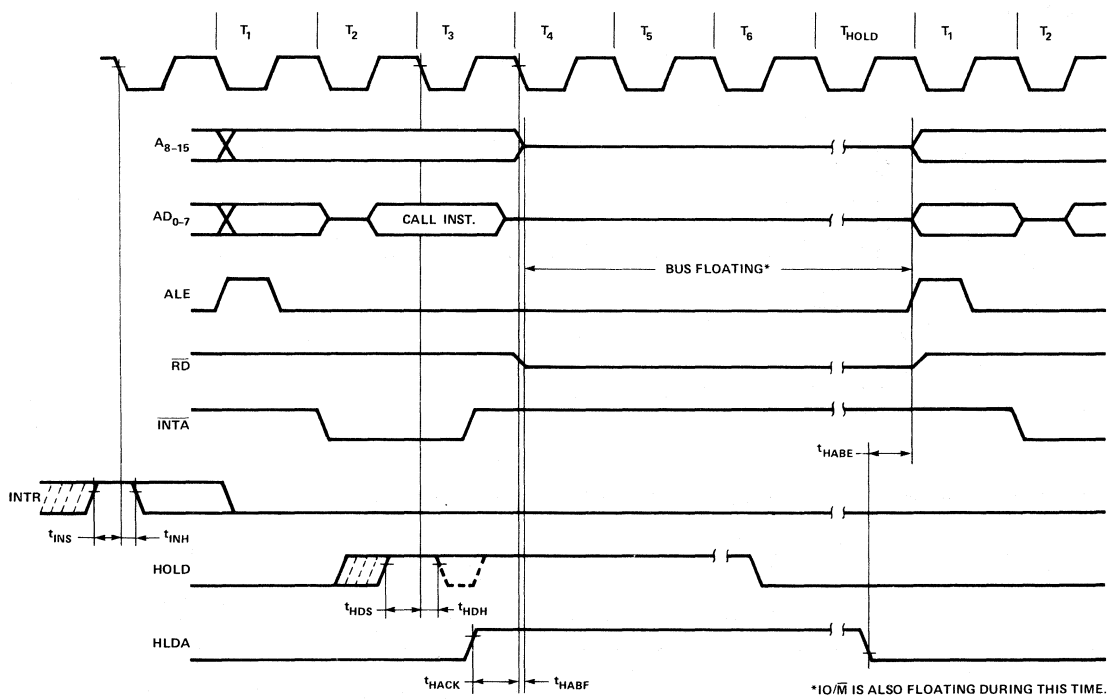 T1 T2 T3 T4 T5 T6 THOLD T1 T2
A8–15
AD0–7
CALL INST.
BUS FLOATING*
ALE
RD
INTA
tHABE
INTR
tINS tINH
HOLD
tHDS tHDH
HLDA
tHACK tHABF
*IO/M IS ALSO FLOATING DURING THIS TIME.